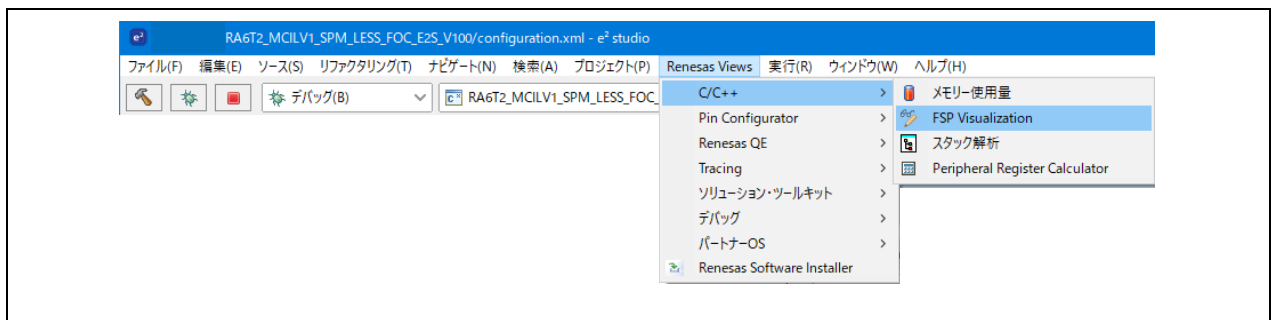 e² RA6T2_MCILV1_SPM_LESS_FOC_E2S_V100/configuration.xml - e² studio
ファイル(F) 編集(E) ソース(S) リファクタリング(T) ナビゲート(N) 検索(A) プロジェクト(P) Renesas Views 実行(R) ウィンドウ(W) ヘルプ(H)
デバッグ(B) RA6T2_MCILV1_SPM_LESS_FOC_
C/C++
Pin Configurator
Renesas QE
Tracing
ソリューション・ツールキット
デバッグ
パートナーOS
Renesas Software Installer
メモリー使用量
FSP Visualization
スタック解析
Peripheral Register Calculator